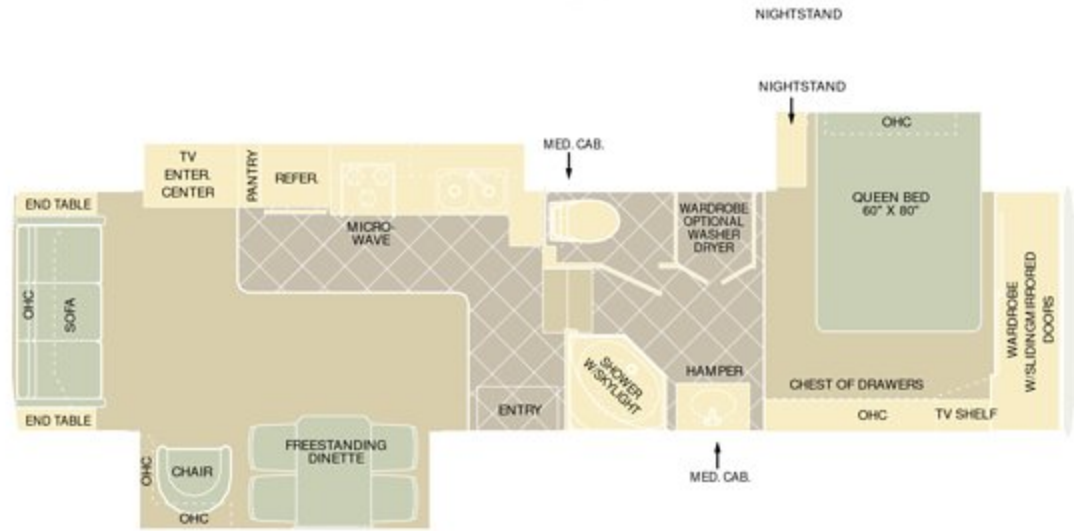 NIGHTSTAND
NIGHTSTAND
OHC
MED. CAB.
TV
ENTER.
CENTER
PANTRY
REFER.
MICRO-
WAVE
END TABLE
OHC
SOFA
END TABLE
WARDROBE
OPTIONAL
WASHER
DRYER
QUEEN BED
60" X 80"
WARDROBE
W/SLIDINGMIRRORED
DOORS
SHOWER
W/SKYLIGHT
HAMPER
CHEST OF DRAWERS
OHC
TV SHELF
ENTRY
MED. CAB.
FREESTANDING
DINETTE
OHC
CHAIR
OHC